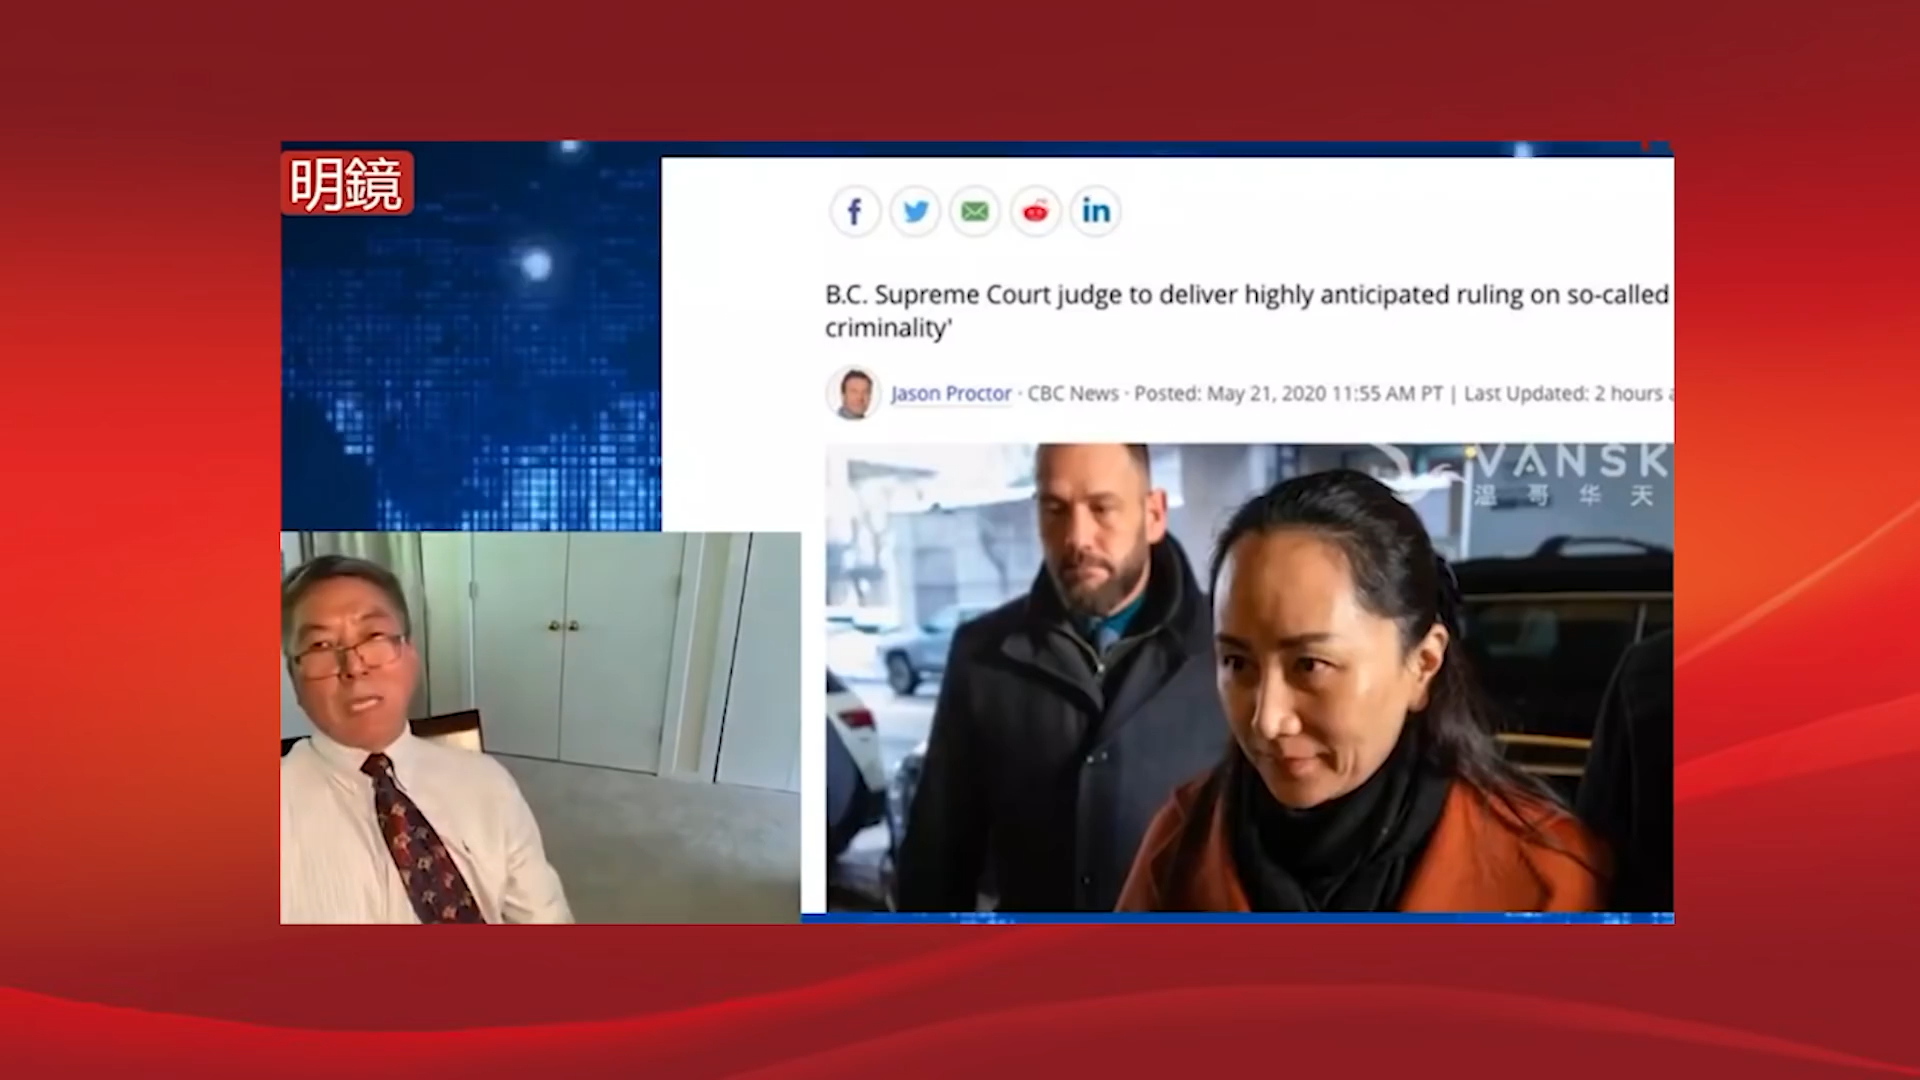 明鏡
B.C. Supreme Court judge to deliver highly anticipated ruling on so-called
criminality'
Jason Proctor · CBC News · Posted: May 21, 2020 11:55 AM PT | Last Updated: 2 hours
VANSK
温哥华天